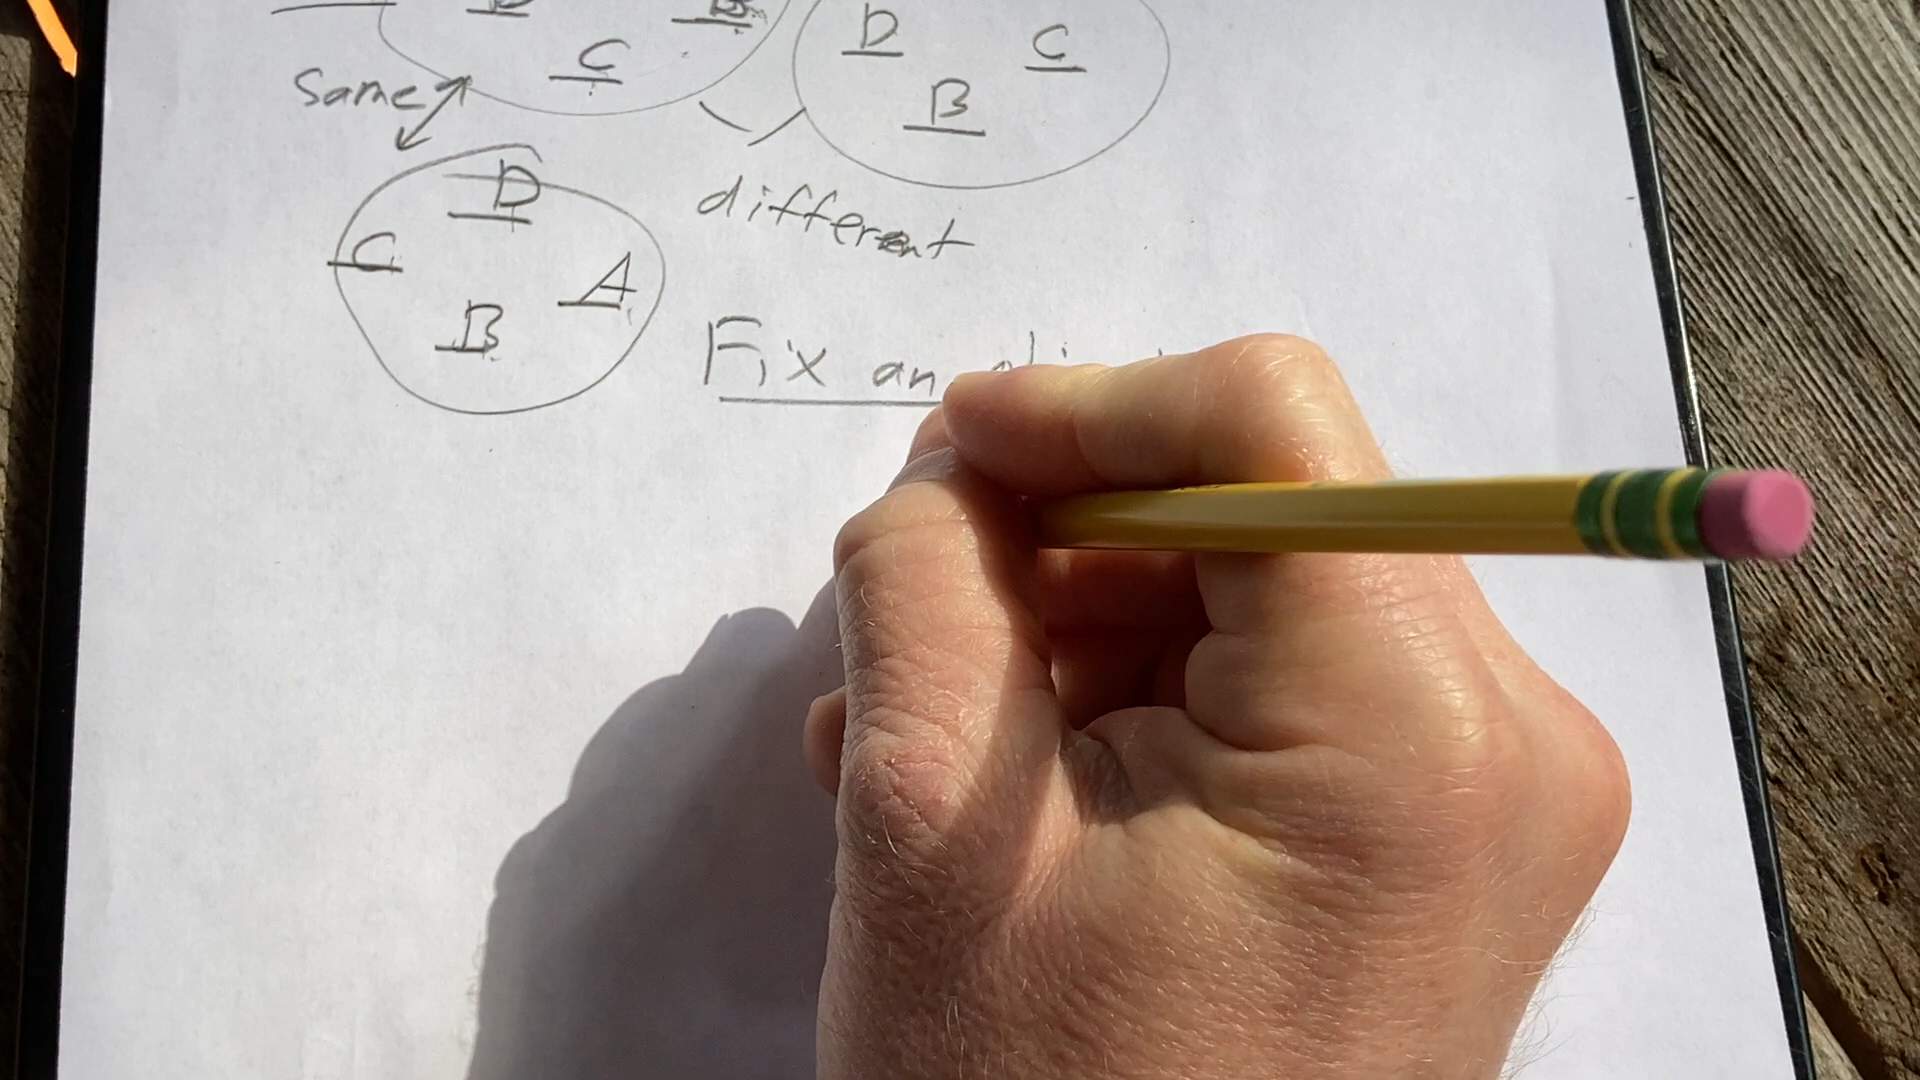 D C
C B
Same
D
C different
A
B
Fix an